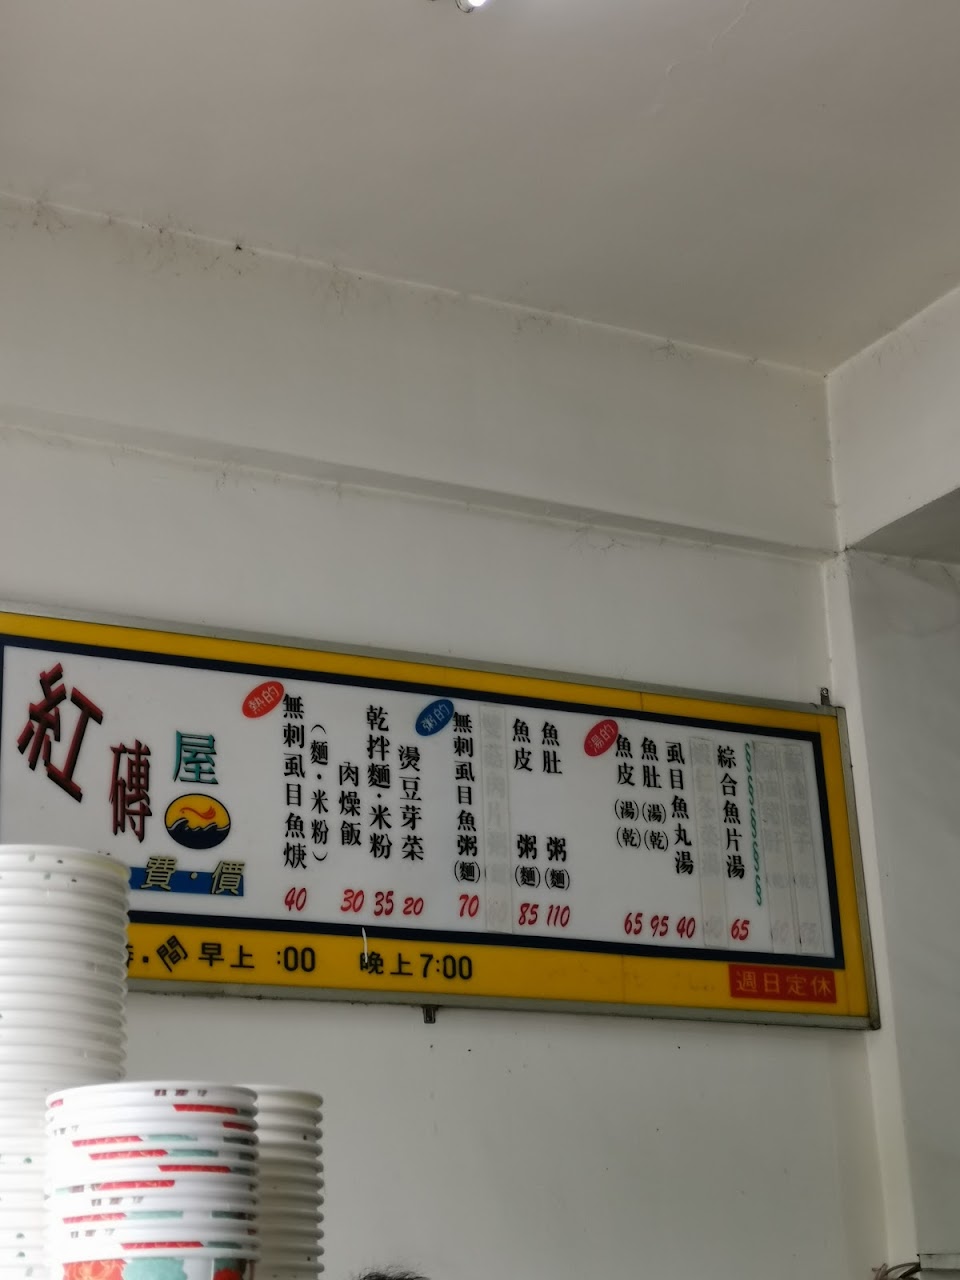 紅磚屋
費·價
熱的
無刺虱目魚焿
(麵·米粉)
40
肉燥飯
30
乾拌麵·米粉
35
燙豆芽菜
20
粥的
無刺虱目魚粥(麵)
70
魚皮粥(麵)
85
魚肚粥(麵)
110
湯的
魚皮(湯)(乾)
65
魚肚(湯)(乾)
95
虱目魚丸湯
40
綜合魚片湯
65
間 早上 :00 晚上7:00
週日定休